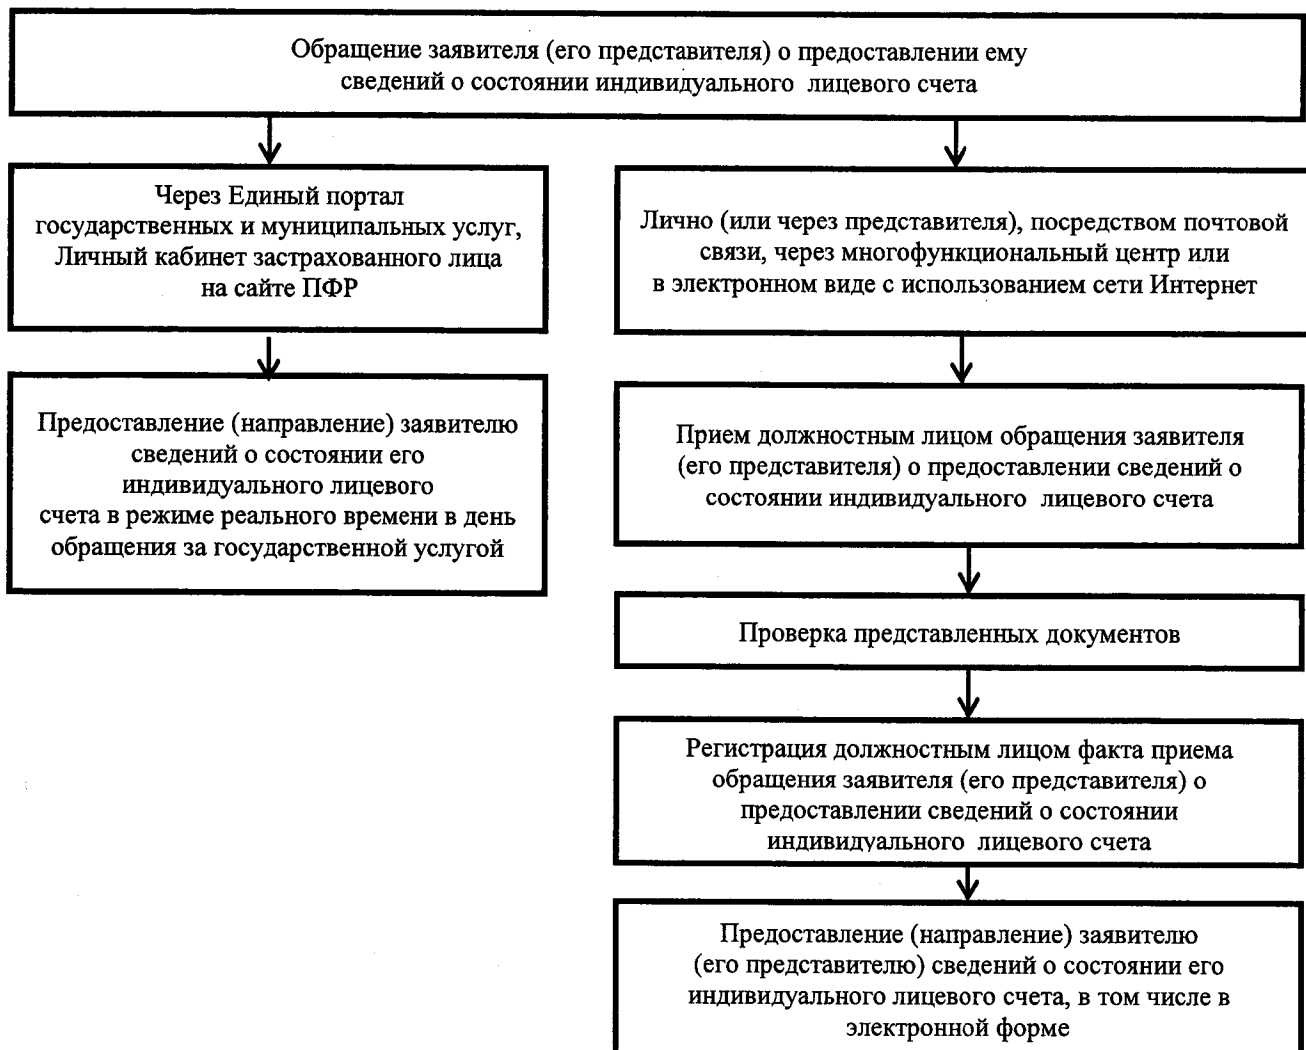 Обращение заявителя (его представителя) о предоставлении ему
сведений о состоянии индивидуального лицевого счета
Через Единый портал
государственных и муниципальных услуг,
Личный кабинет застрахованного лица
на сайте ПФР
Предоставление (направление) заявителю
сведений о состоянии его
индивидуального лицевого
счета в режиме реального времени в день
обращения за государственной услугой
Лично (или через представителя), посредством почтовой
связи, через многофункциональный центр или
в электронном виде с использованием сети Интернет
Прием должностным лицом обращения заявителя
(его представителя) о предоставлении сведений о
состоянии индивидуального лицевого счета
Проверка представленных документов
Регистрация должностным лицом факта приема
обращения заявителя (его представителя) о
предоставлении сведений о состоянии
индивидуального лицевого счета
Предоставление (направление) заявителю
(его представителю) сведений о состоянии его
индивидуального лицевого счета, в том числе в
электронной форме